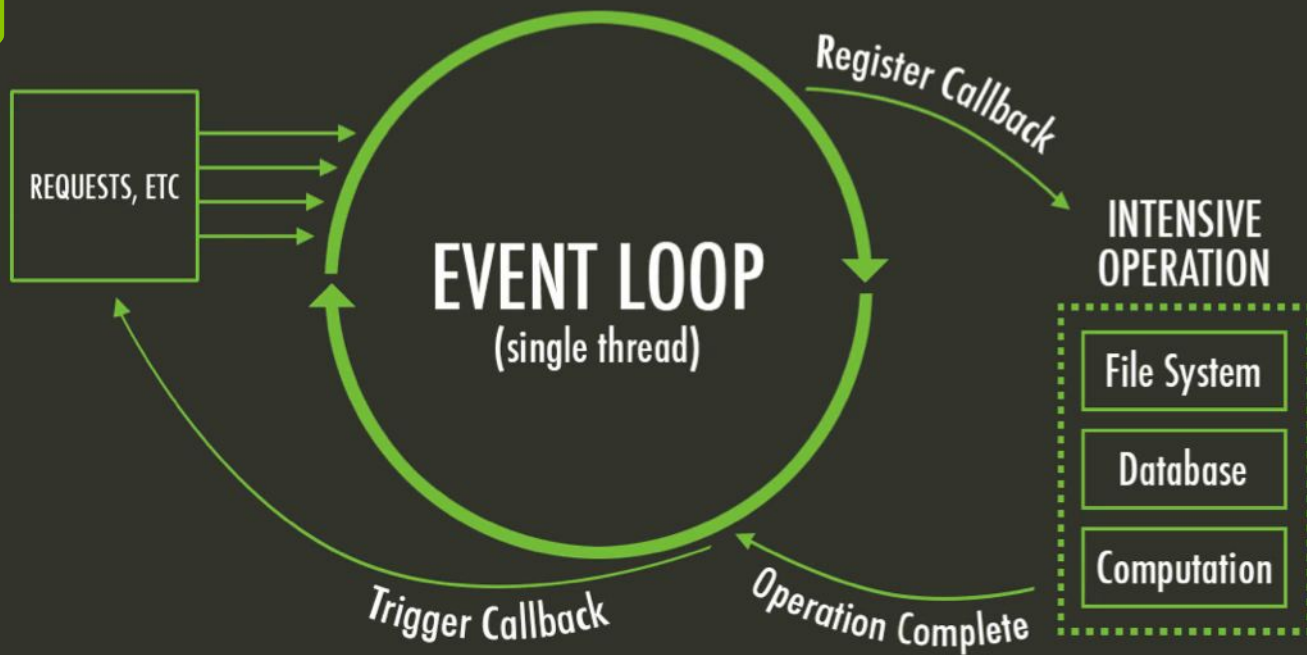 REQUESTS, ETC
EVENT LOOP
(single thread)
Register Callback
INTENSIVE
OPERATION
File System
Database
Computation
Operation Complete
Trigger Callback